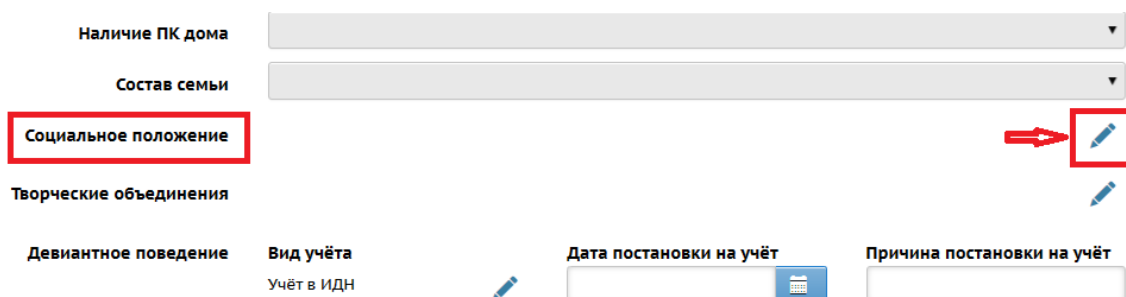 Наличие ПК дома
Состав семьи
Социальное положение
Творческие объединения
Девиантное поведение Вид учёта Дата постановки на учёт Причина постановки на учёт
Учёт в ИДН